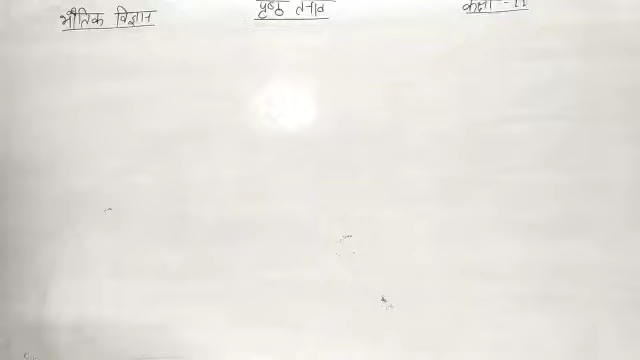 भौतिक विज्ञान पृष्ठ तनाव कक्षा - 11